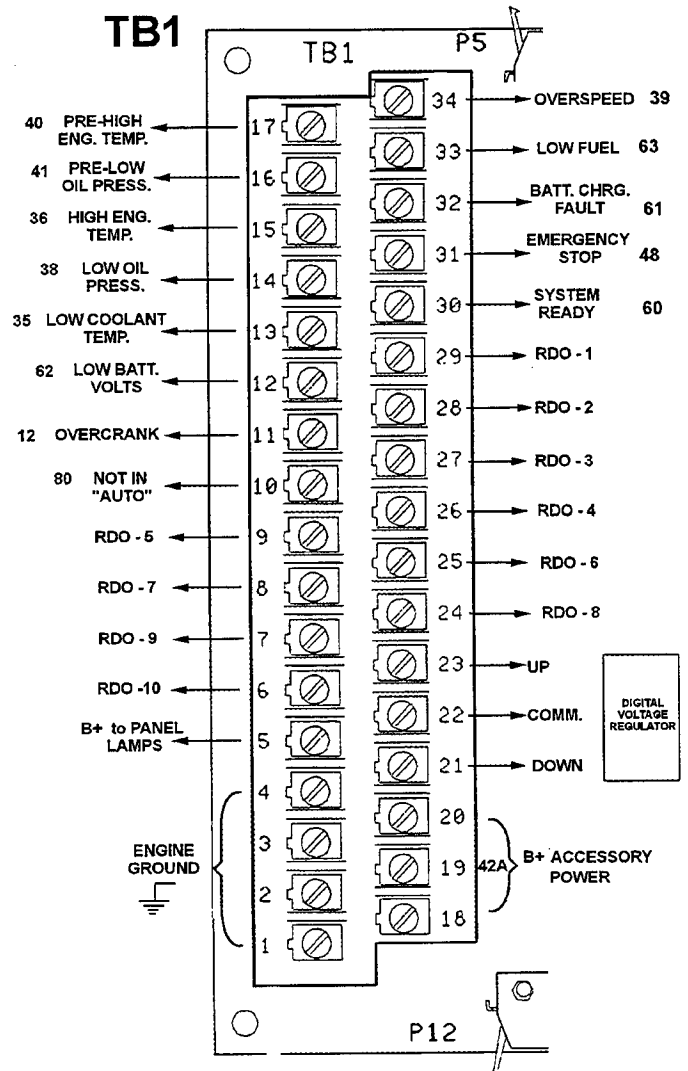 TB1
TB1
P5
40 PRE-HIGH
ENG. TEMP.
17
41 PRE-LOW
OIL PRESS.
16
36 HIGH ENG.
TEMP.
15
38 LOW OIL
PRESS.
14
35 LOW COOLANT
TEMP.
13
62 LOW BATT.
VOLTS
12
12 OVERCRANK
11
80 NOT IN
"AUTO"
10
RDO - 5
9
RDO - 7
8
RDO - 9
7
RDO -10
6
B+ to PANEL
LAMPS
5
4
3
ENGINE
GROUND
2
1
34 OVERSPEED 39
33 LOW FUEL 63
32 BATT. CHRG.
FAULT 61
31 EMERGENCY
STOP 48
30 SYSTEM
READY 60
29 RDO - 1
28 RDO - 2
27 RDO - 3
26 RDO - 4
25 RDO - 6
24 RDO - 8
23 UP
22 COMM.
21 DOWN
DIGITAL
VOLTAGE
REGULATOR
20
19 42A B+ ACCESSORY
POWER
18
P12